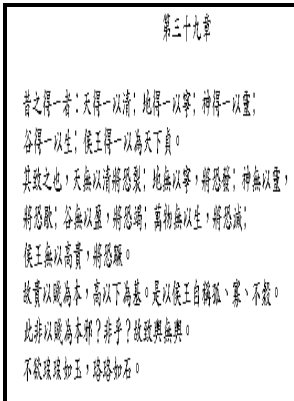 第三十九章
昔之得一者：天得一以清；地得一以寧；神得一以靈；
谷得一以生；侯王得一以為天下貞。
其致之也，天無以清將恐裂；地無以寧，將恐發；神無以靈，
將恐歇；谷無以盈，將恐竭；萬物無以生，將恐滅；
侯王無以高貴，將恐蹶。
故貴以賤為本，高以下為基。是以侯王自稱孤、寡、不穀。
此非以賤為本邪？非乎？故致輿無輿。
不欲琭琭如玉，珞珞如石。